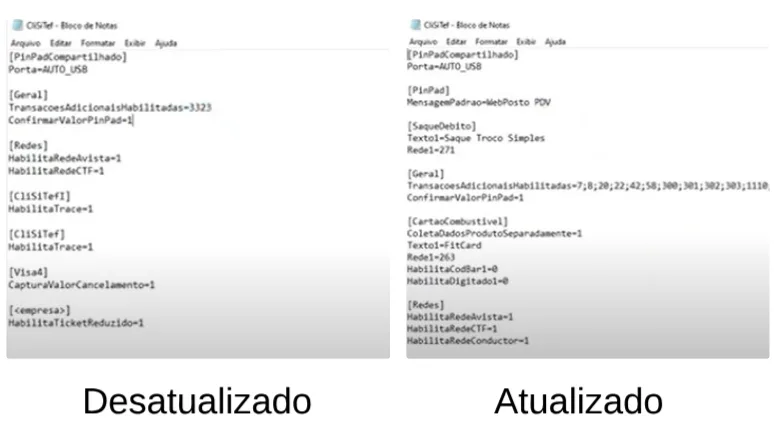 CliSiTef - Bloco de Notas
Arquivo Editar Formatar Exibir Ajuda
[PinPadCompartilhado]
Porta=AUTO_USB
[Geral]
TransacoesAdicionaisHabilitadas=3323
ConfirmarValorPinPad=1
[Redes]
HabilitaRedeAvista=1
HabilitaRedeCTF=1
[CliSiTefI]
HabilitaTrace=1
[CliSiTef]
HabilitaTrace=1
[Visa4]
CapturaValorCancelamento=1
[<empresa>]
HabilitaTicketReduzido=1
Desatualizado
CliSiTef - Bloco de Notas
Arquivo Editar Formatar Exibir Ajuda
[PinPadCompartilhado]
Porta=AUTO_USB
[PinPad]
MensagemPadrao=WebPosto PDV
[SaqueDebito]
Texto1=Saque Troco Simples
Rede1=271
[Geral]
TransacoesAdicionaisHabilitadas=7;8;20;22;42;58;300;301;302;303;1110;
ConfirmarValorPinPad=1
[CartaoCombustivel]
ColetaDadosProdutoSeparadamente=1
Texto1=FitCard
Rede1=263
HabilitaCodBar1=0
HabilitaDigitado1=0
[Redes]
HabilitaRedeAvista=1
HabilitaRedeCTF=1
HabilitaRedeConductor=1
Atualizado